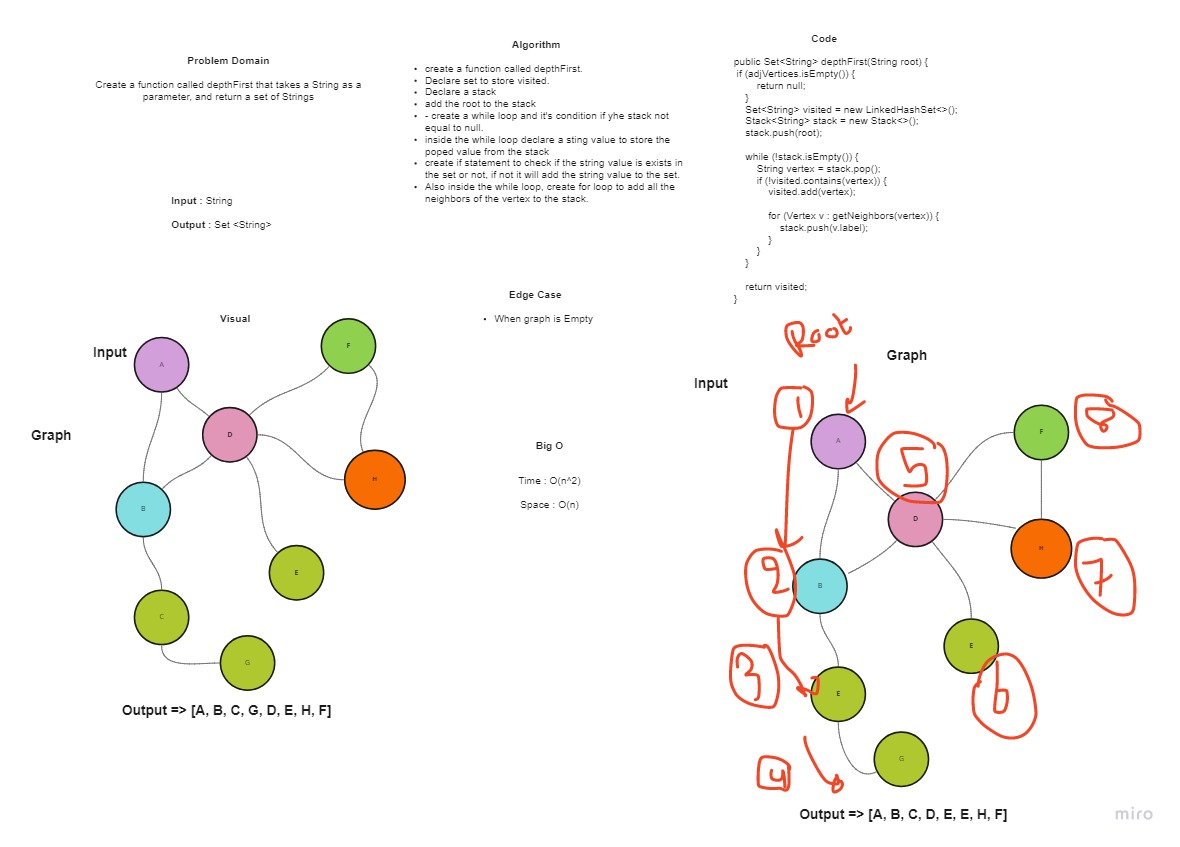 Problem Domain
Create a function called depthFirst that takes a String as a
parameter, and return a set of Strings
Input : String
Output : Set <String>
Algorithm
• create a function called depthFirst.
• Declare set to store visited.
• Declare a stack
• add the root to the stack
• - create a while loop and it's condition if yhe stack not
equal to null.
• inside the while loop declare a sting value to store the
poped value from the stack
• create if statement to check if the string value is exists in
the set or not, if not it will add the string value to the set.
• Also inside the while loop, create for loop to add all the
neighbors of the vertex to the stack.
Code
public Set<String> depthFirst(String root) {
if (adjVertices.isEmpty()) {
return null;
}
Set<String> visited = new LinkedHashSet<>();
Stack<String> stack = new Stack<>();
stack.push(root);
while (!stack.isEmpty()) {
String vertex = stack.pop();
if (!visited.contains(vertex)) {
visited.add(vertex);
for (Vertex v : getNeighbors(vertex)) {
stack.push(v.label);
}
}
}
return visited;
}
Edge Case
• When graph is Empty
Big O
Time : O(n^2)
Space : O(n)
Visual
Input
Graph
A
F
D
H
B
E
C
G
Output => [A, B, C, G, D, E, H, F]
Root
Graph
Input
1
A
F
8
5
D
H
7
2
B
E
6
3
E
4
G
Output => [A, B, C, D, E, E, H, F]
miro